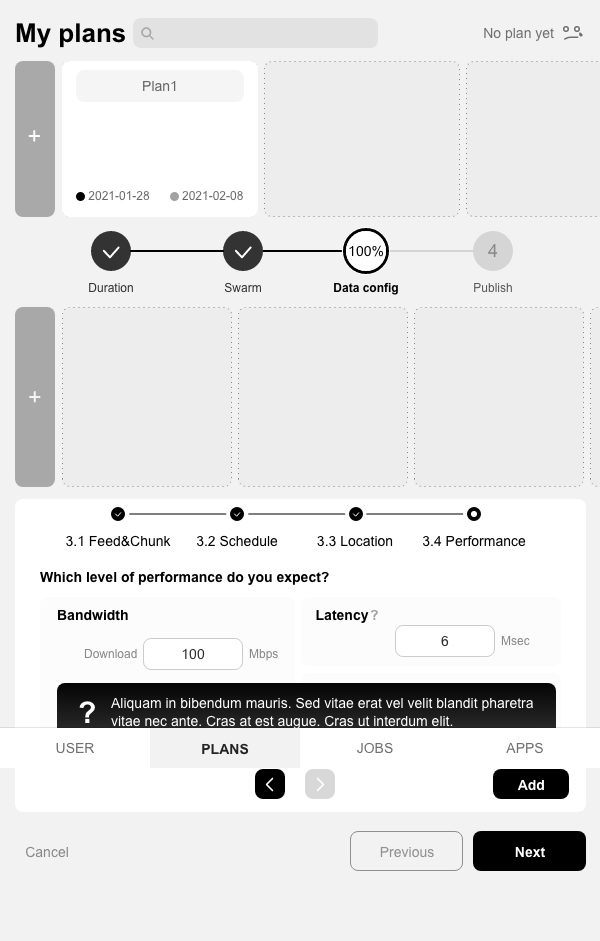 My plans
No plan yet
+
Plan1
2021-01-28
2021-02-08
100%
4
Duration
Swarm
Data config
Publish
+
3.1 Feed&Chunk
3.2 Schedule
3.3 Location
3.4 Performance
Which level of performance do you expect?
Bandwidth
Latency ?
Download
100
Mbps
6
Msec
?
Aliquam in bibendum mauris. Sed vitae erat vel velit blandit pharetra
vitae nec ante. Cras at est augue. Cras ut interdum elit.
USER
PLANS
JOBS
APPS
Add
Cancel
Previous
Next